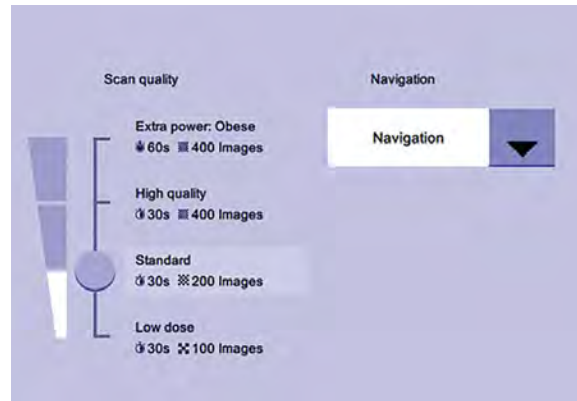 Scan quality
Navigation
Extra power: Obese
60s 400 Images
Navigation
High quality
30s 400 Images
Standard
30s 200 Images
Low dose
30s 100 Images